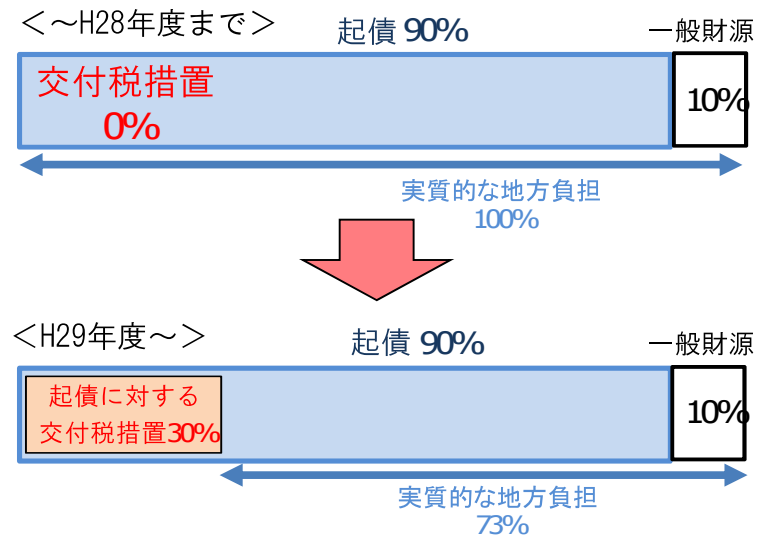 ＜～H28年度まで＞
起債 90%
一般財源
交付税措置
0%
10%
実質的な地方負担
100%
＜H29年度～＞
起債 90%
一般財源
起債に対する
交付税措置30%
10%
実質的な地方負担
73%